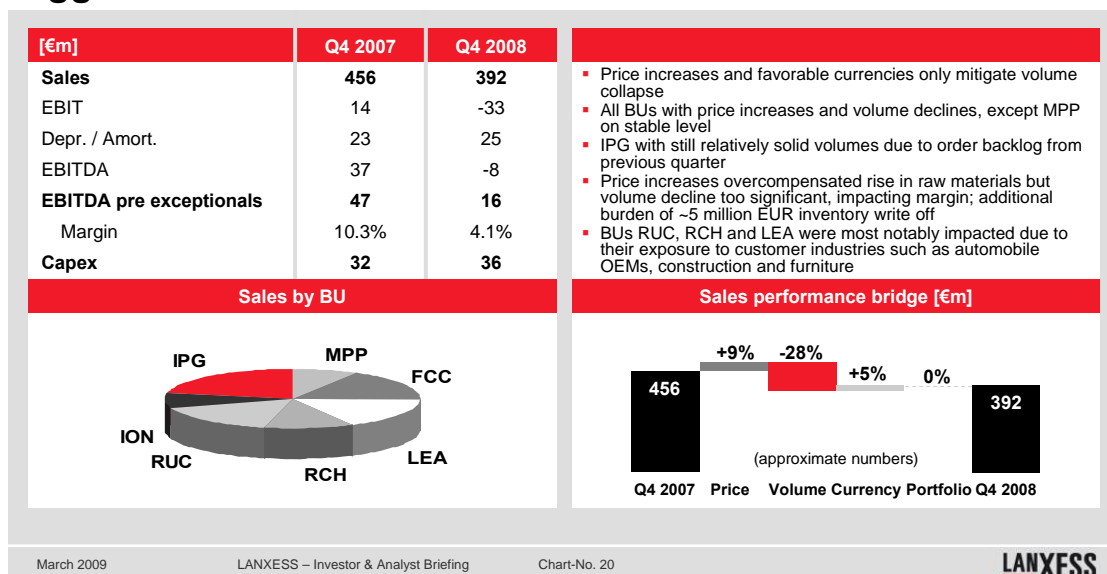 [€m] Q4 2007 Q4 2008
Sales 456 392
EBIT 14 -33
Depr. / Amort. 23 25
EBITDA 37 -8
EBITDA pre exceptionals 47 16
Margin 10.3% 4.1%
Capex 32 36
▪ Price increases and favorable currencies only mitigate volume
collapse
▪ All BUs with price increases and volume declines, except MPP
on stable level
▪ IPG with still relatively solid volumes due to order backlog from
previous quarter
▪ Price increases overcompensated rise in raw materials but
volume decline too significant, impacting margin; additional
burden of ~5 million EUR inventory write off
▪ BUs RUC, RCH and LEA were most notably impacted due to
their exposure to customer industries such as automobile
OEMs, construction and furniture
Sales by BU
IPG
MPP
FCC
ION
RUC
RCH
LEA
Sales performance bridge [€m]
+9% -28%
+5% 0%
456
392
(approximate numbers)
Q4 2007 Price Volume Currency Portfolio Q4 2008
March 2009 LANXESS – Investor & Analyst Briefing Chart-No. 20
LANXESS